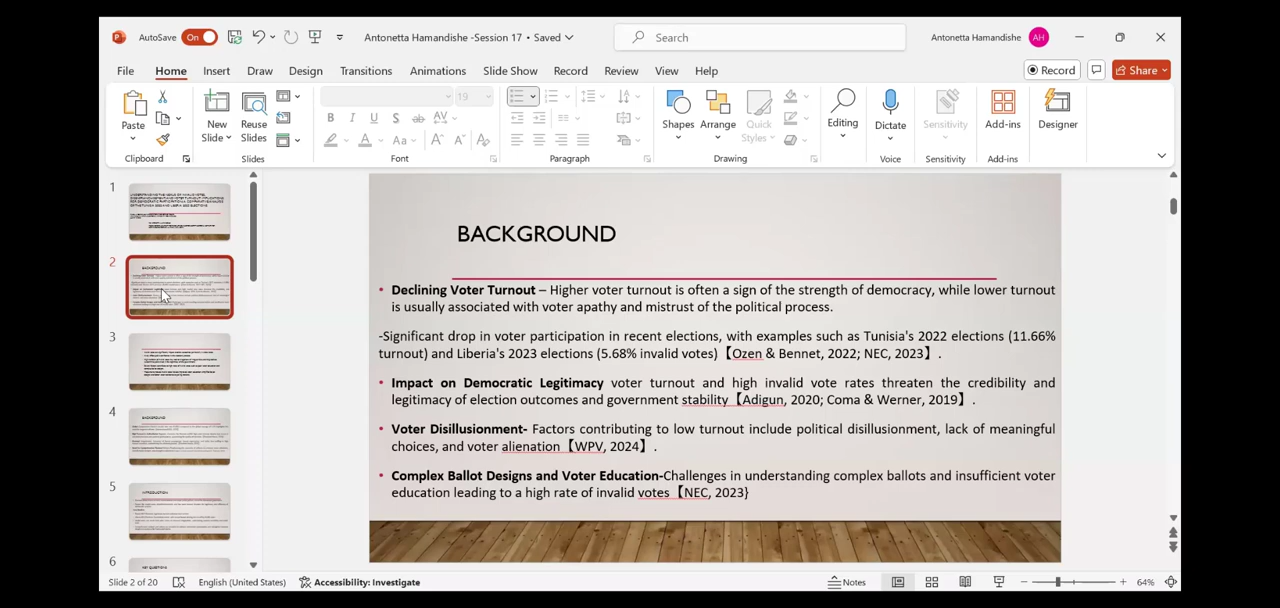 AutoSave On Antonetta Hamandishe -Session 17 • Saved Search Antonetta Hamandishe AH
File Home Insert Draw Design Transitions Animations Slide Show Record Review View Help Record Share
19
Paste New Slide Reuse Slides B I U S ab AV Aa A A Shapes Arrange Quick Styles Editing Dictate Sensitivity Add-ins Designer
Clipboard Slides Font Paragraph Drawing Voice Sensitivity Add-ins
1
2
3
4
5
6
BACKGROUND
• Declining Voter Turnout – Higher voter turnout is often a sign of the strength of democracy, while lower turnout
is usually associated with voter apathy and mistrust of the political process.
-Significant drop in voter participation in recent elections, with examples such as Tunisia's 2022 elections (11.66%
turnout) and Liberia's 2023 elections (5.68% invalid votes)【Ozen & Bennet, 2022; NEC, 2023】.
• Impact on Democratic Legitimacy voter turnout and high invalid vote rates threaten the credibility and
legitimacy of election outcomes and government stability【Adigun, 2020; Coma & Werner, 2019】.
• Voter Disillusionment- Factors contributing to low turnout include political disillusionment, lack of meaningful
choices, and voter alienation
• Complex Ballot Designs and Voter Education-Challenges in understanding complex ballots and insufficient voter
education leading to a high rate of invalid votes【NEC, 2023}
Slide 2 of 20 English (United States) Accessibility: Investigate Notes 64%